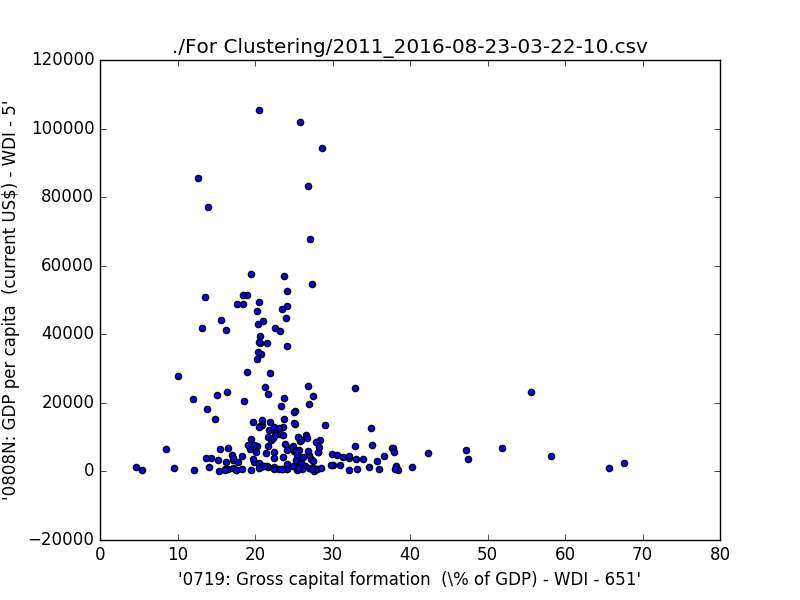 ./For Clustering/2011_2016-08-23-03-22-10.csv
120000
100000
80000
60000
40000
20000
0
−20000
'0808N: GDP per capita  (current US$) - WDI - 5'
0 10 20 30 40 50 60 70 80
'0719: Gross capital formation  (\% of GDP) - WDI - 651'